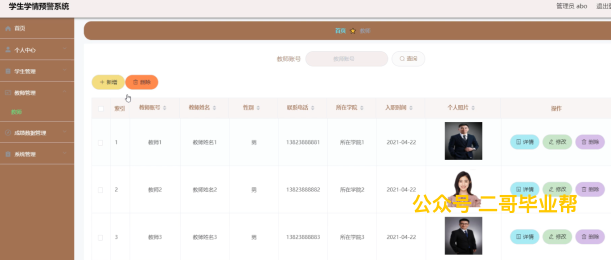 学生学情预警系统
管理员 abo 退出
首页 教师
首页
个人中心
学生管理
教师管理
教师
成绩数据管理
系统管理
教师账号 教师账号 查询
+ 新增 删除
索引 教师账号 教师姓名 性别 联系电话 所在学院 入职时间 个人照片 操作
1 教师1 教师姓名1 男 13823888881 所在学院1 2021-04-22 详情 修改 删除
2 教师2 教师姓名2 男 13823888882 所在学院2 2021-04-22 详情 修改 删除
公众号 二哥毕业帮
3 教师3 教师姓名3 男 13823888883 所在学院3 2021-04-22 详情 修改 删除